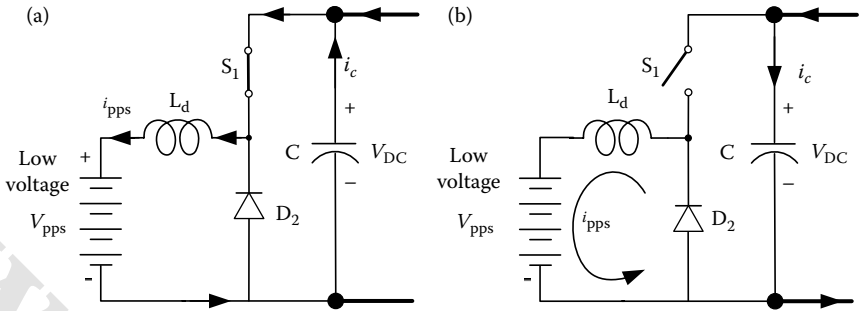 (a)
S1
ic
ipps
Ld
+
+
Low
voltage
C
VDC
Vpps
−
D2
-
(b)
S1
ic
Ld
+
Low
voltage
C
VDC
Vpps
ipps
−
D2
-